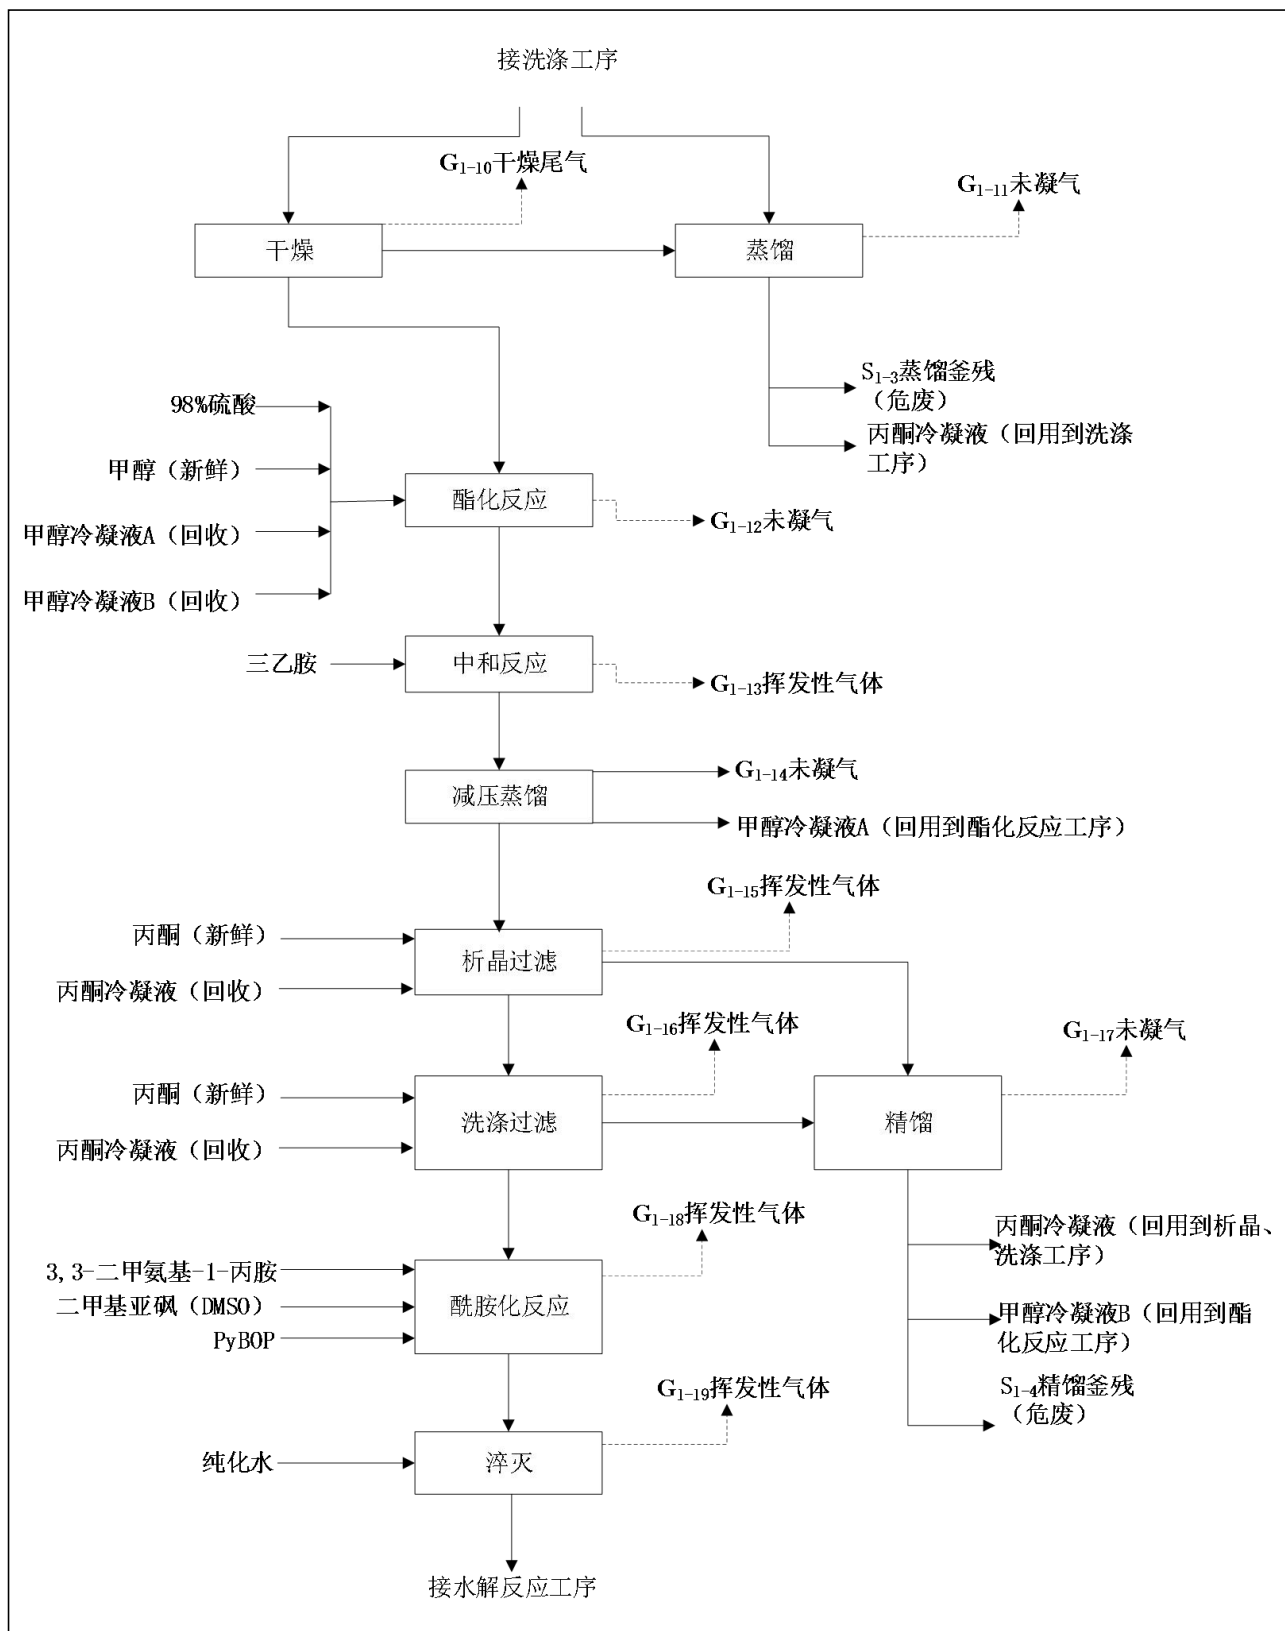 接洗涤工序
G1-10干燥尾气
G1-11未凝气
干燥
蒸馏
S1-3蒸馏釜残
（危废）
丙酮冷凝液（回用到洗涤
工序）
98%硫酸
甲醇（新鲜）
甲醇冷凝液A（回收）
甲醇冷凝液B（回收）
酯化反应
G1-12未凝气
三乙胺
中和反应
G1-13挥发性气体
减压蒸馏
G1-14未凝气
甲醇冷凝液A（回用到酯化反应工序）
G1-15挥发性气体
丙酮（新鲜）
丙酮冷凝液（回收）
析晶过滤
G1-16挥发性气体
G1-17未凝气
丙酮（新鲜）
丙酮冷凝液（回收）
洗涤过滤
精馏
G1-18挥发性气体
丙酮冷凝液（回用到析晶、
洗涤工序）
3,3-二甲氨基-1-丙胺
二甲基亚砜（DMSO）
PyBOP
酰胺化反应
甲醇冷凝液B（回用到酯
化反应工序）
S1-4精馏釜残
（危废）
G1-19挥发性气体
纯化水
淬灭
接水解反应工序